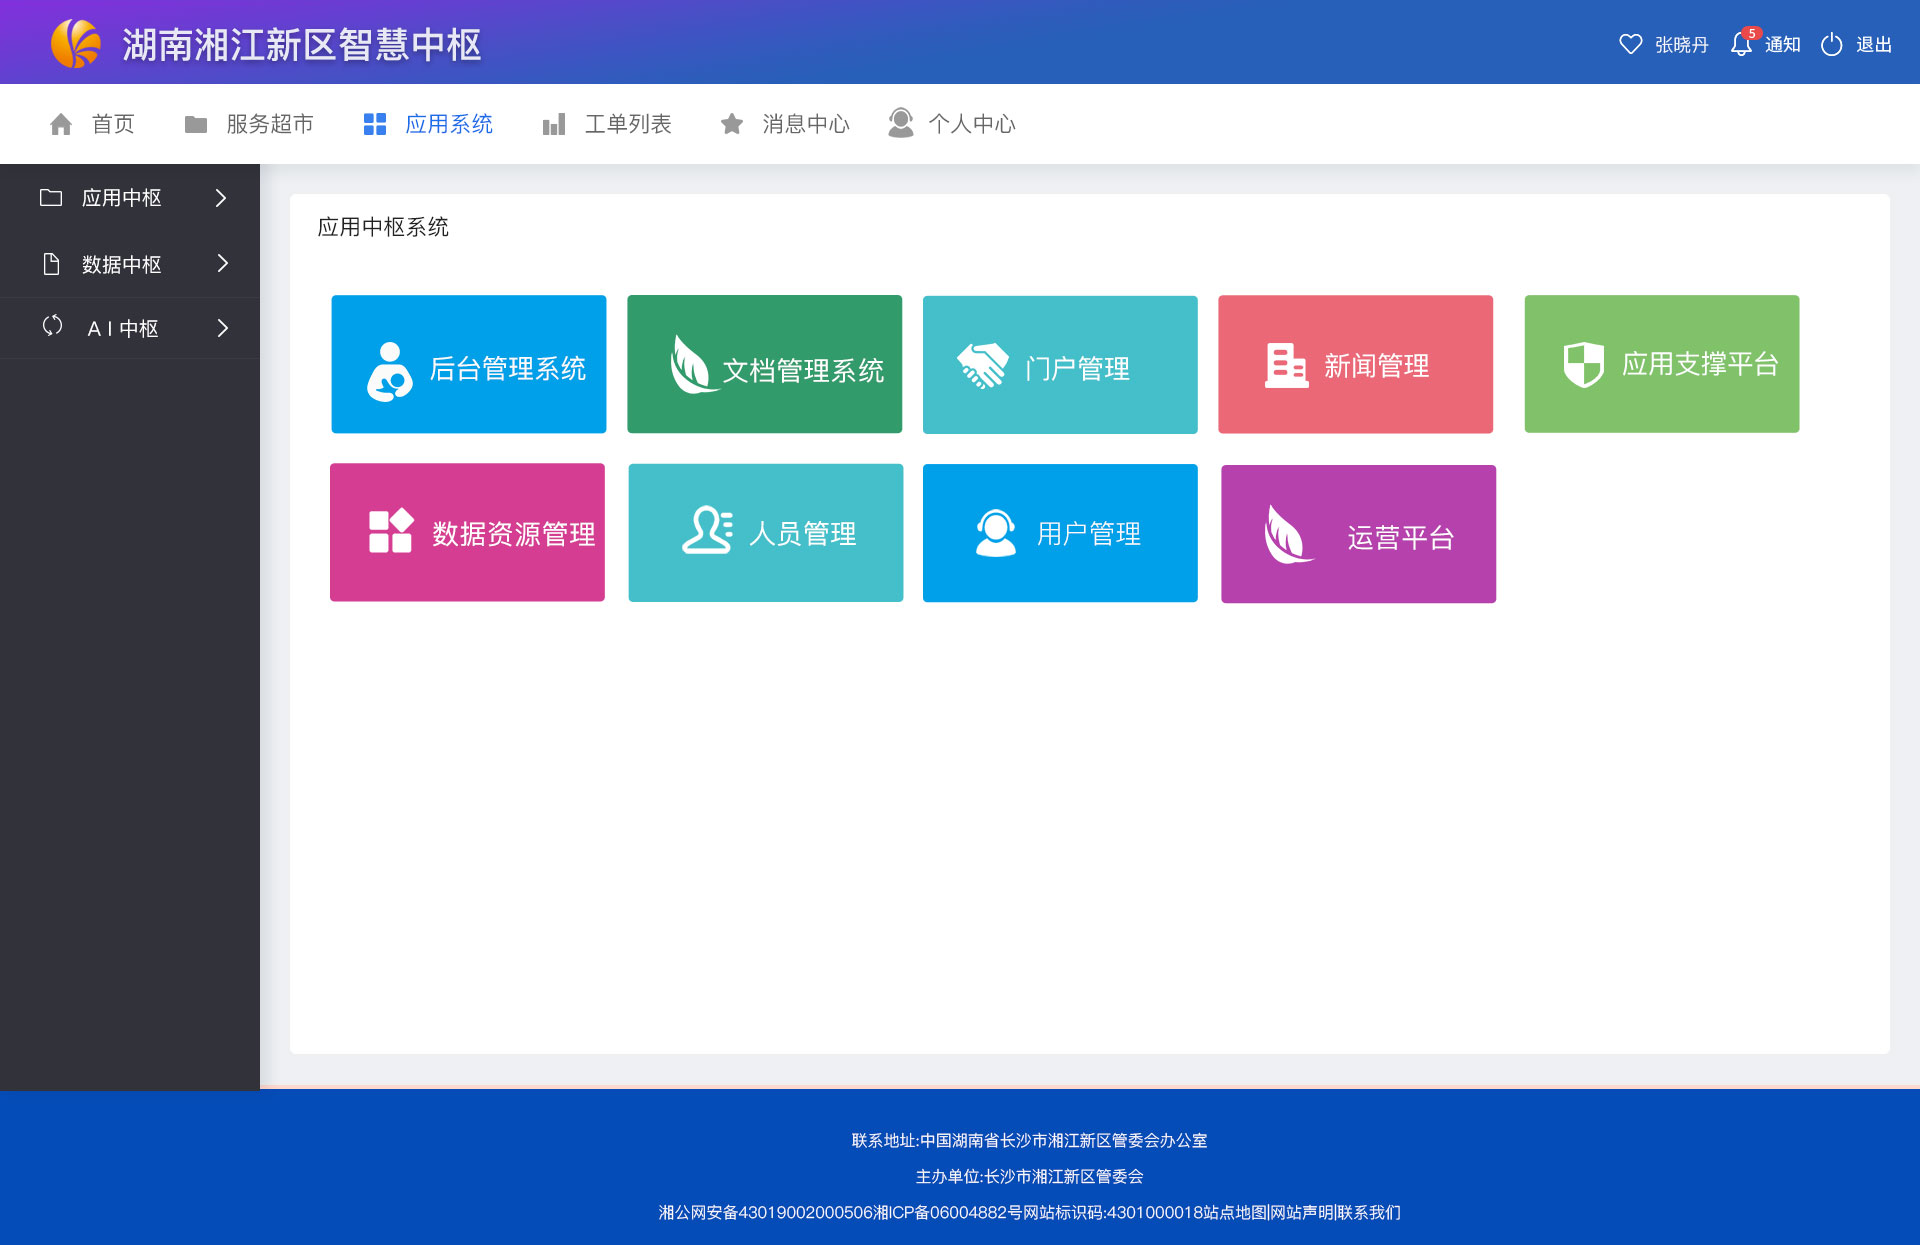 湖南湘江新区智慧中枢
张晓丹
5
通知
退出
首页
服务超市
应用系统
工单列表
消息中心
个人中心
应用中枢
数据中枢
AI中枢
应用中枢系统
后台管理系统
文档管理系统
门户管理
新闻管理
应用支撑平台
数据资源管理
人员管理
用户管理
运营平台
联系地址:中国湖南省长沙市湘江新区管委会办公室
主办单位:长沙市湘江新区管委会
湘公网安备43019002000506湘ICP备06004882号网站标识码:4301000018站点地图|网站声明|联系我们